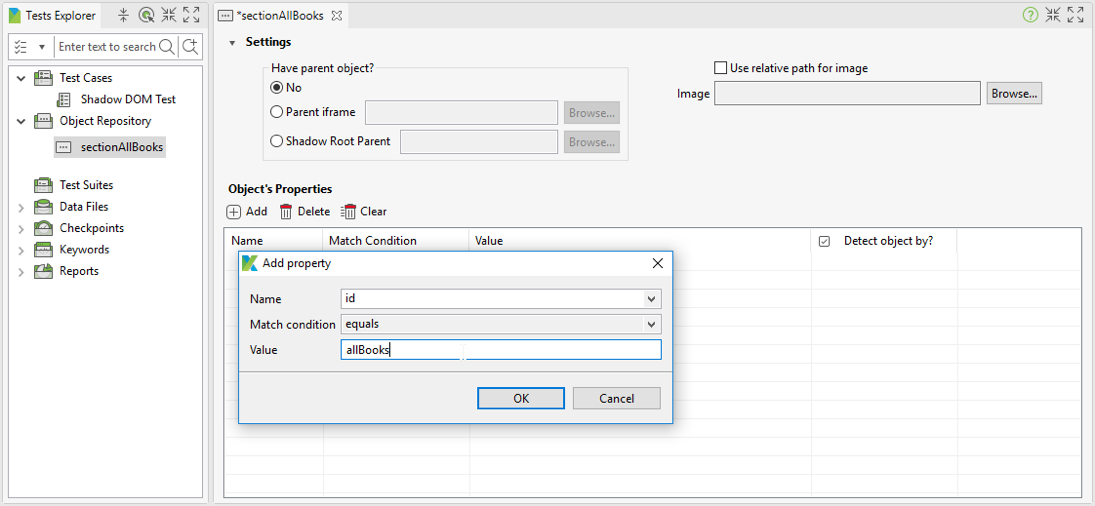 Tests Explorer
Enter text to search
Test Cases
Shadow DOM Test
Object Repository
sectionAllBooks
Test Suites
Data Files
Checkpoints
Keywords
Reports
*sectionAllBooks
Settings
Have parent object?
No
Parent iframe
Browse...
Shadow Root Parent
Browse...
Use relative path for image
Image
Browse...
Object's Properties
Add Delete Clear
Name Match Condition Value Detect object by?
Add property
Name id
Match condition equals
Value allBooks
OK Cancel